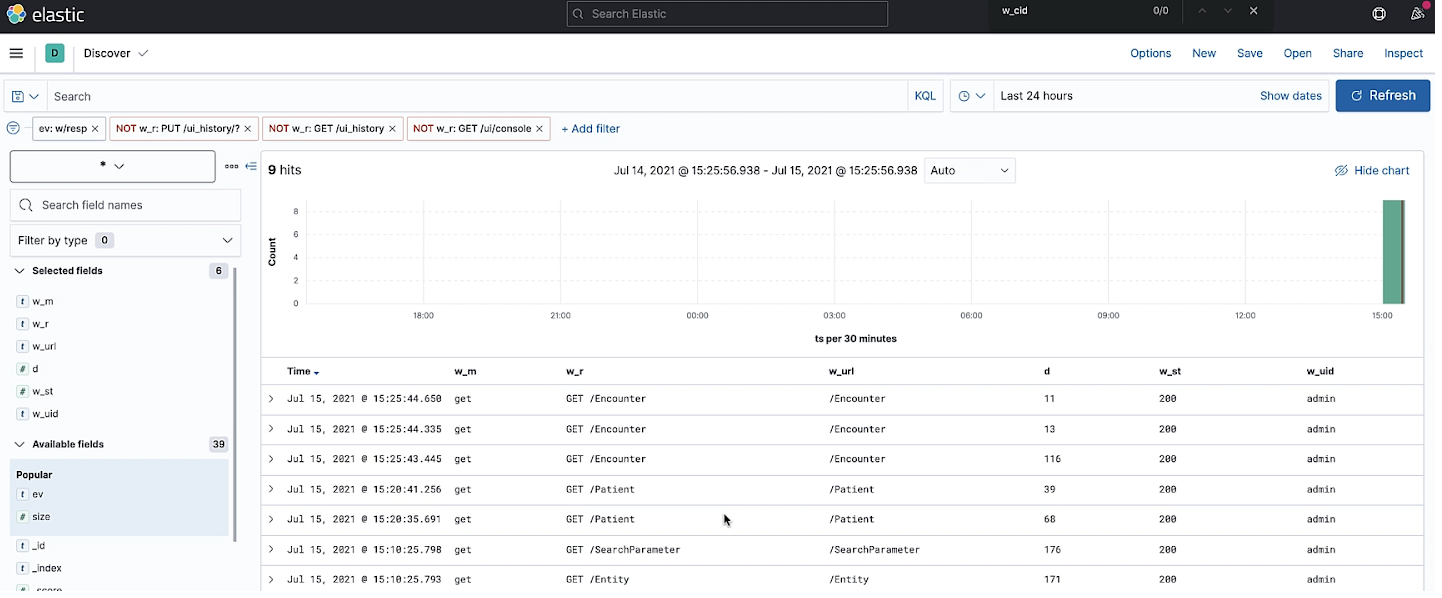 elastic Search Elastic w_cid 0/0
D Discover Options New Save Open Share Inspect
Search KQL Last 24 hours Show dates Refresh
ev: w/resp × NOT w_r: PUT /ui_history/? × NOT w_r: GET /ui_history × NOT w_r: GET /ui/console × + Add filter
*
9 hits Jul 14, 2021 @ 15:25:56.938 - Jul 15, 2021 @ 15:25:56.938 Auto Hide chart
Search field names
Filter by type 0
Selected fields 6
t w_m
t w_r
t w_url
# d
# w_st
t w_uid
Available fields 39
Popular
t ev
# size
t _id
t _index
# _score
Count
8
6
4
2
0
18:00 21:00 00:00 03:00 06:00 09:00 12:00 15:00
ts per 30 minutes
Time w_m w_r w_url d w_st w_uid
Jul 15, 2021 @ 15:25:44.650 get GET /Encounter /Encounter 11 200 admin
Jul 15, 2021 @ 15:25:44.335 get GET /Encounter /Encounter 13 200 admin
Jul 15, 2021 @ 15:25:43.445 get GET /Encounter /Encounter 116 200 admin
Jul 15, 2021 @ 15:20:41.256 get GET /Patient /Patient 39 200 admin
Jul 15, 2021 @ 15:20:35.691 get GET /Patient /Patient 68 200 admin
Jul 15, 2021 @ 15:10:25.798 get GET /SearchParameter /SearchParameter 176 200 admin
Jul 15, 2021 @ 15:10:25.793 get GET /Entity /Entity 171 200 admin